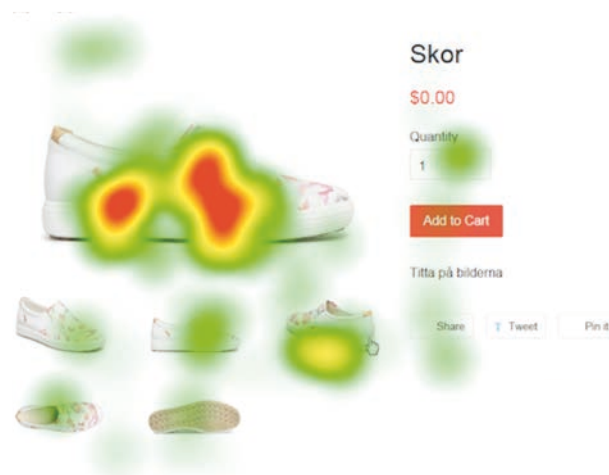 Skor
$0.00
Quantity
1
Add to Cart
Titta på bilderna
Share
Tweet
Pin it